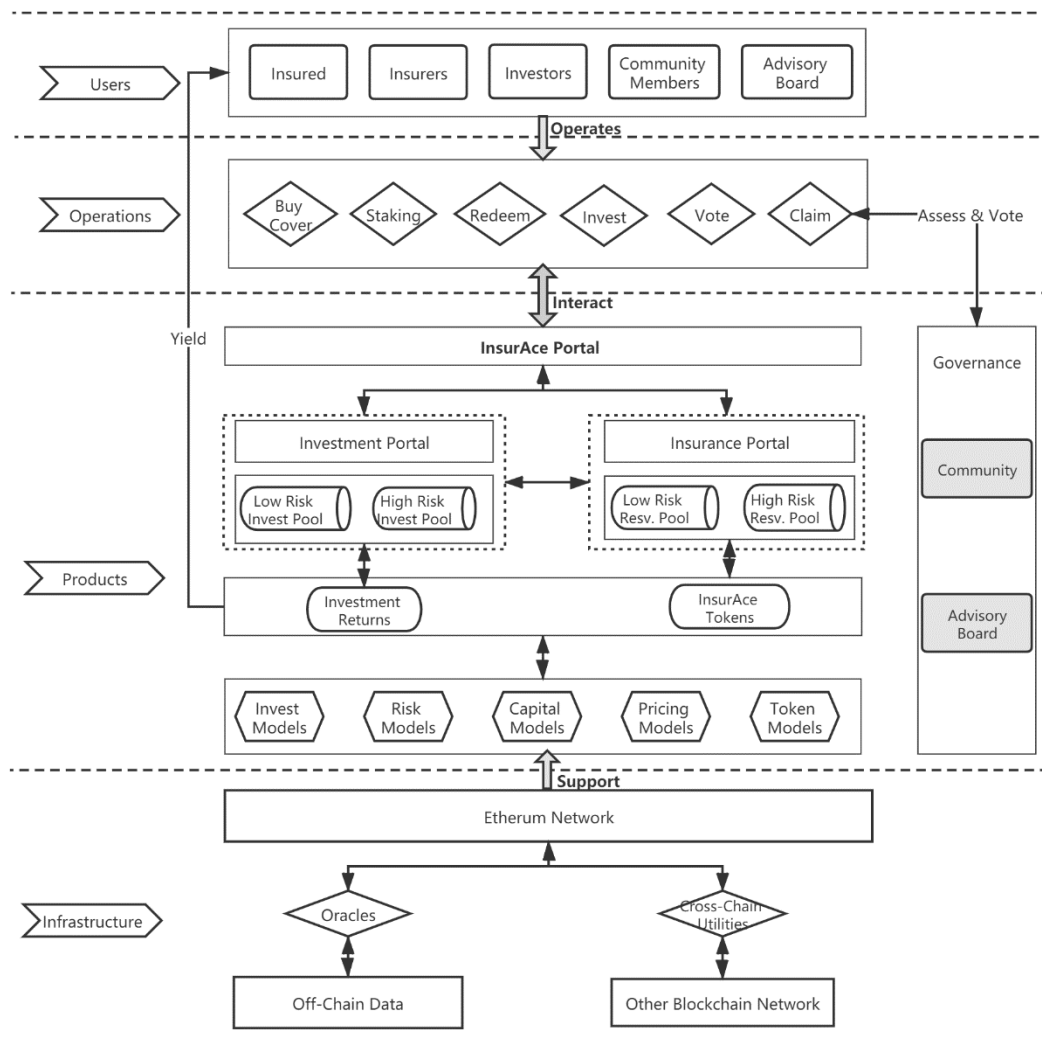 Users
Insured
Insurers
Investors
Community
Members
Advisory
Board
Operates
Operations
Buy
Cover
Staking
Redeem
Invest
Vote
Claim
Assess & Vote
Interact
Yield
InsurAce Portal
Governance
Investment Portal
Insurance Portal
Low Risk
Invest Pool
High Risk
Invest Pool
Low Risk
Resv. Pool
High Risk
Resv. Pool
Community
Products
Investment
Returns
InsurAce
Tokens
Advisory
Board
Invest
Models
Risk
Models
Capital
Models
Pricing
Models
Token
Models
Support
Etherum Network
Infrastructure
Oracles
Cross-Chain
Utilities
Off-Chain Data
Other Blockchain Network